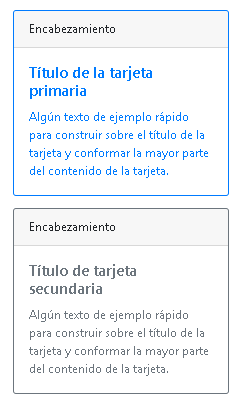 Encabezamiento
Título de la tarjeta
primaria
Algún texto de ejemplo rápido
para construir sobre el título de la
tarjeta y conformar la mayor parte
del contenido de la tarjeta.
Encabezamiento
Título de tarjeta
secundaria
Algún texto de ejemplo rápido
para construir sobre el título de la
tarjeta y conformar la mayor parte
del contenido de la tarjeta.